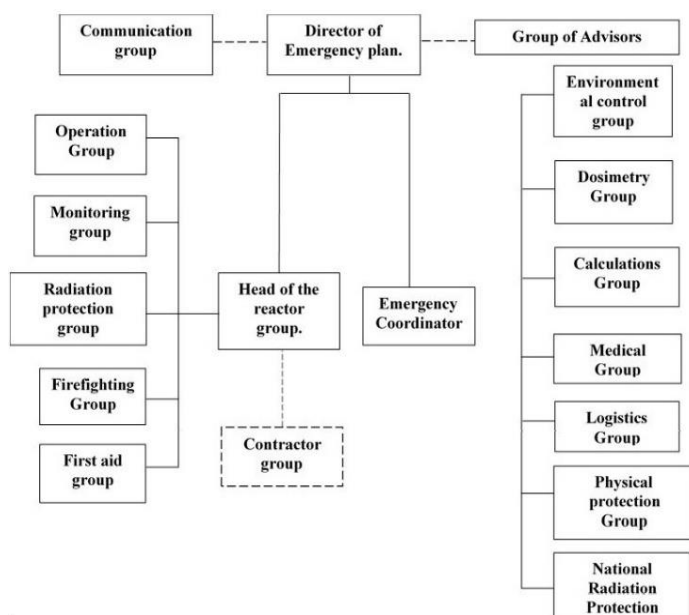 Communication
group
Director of
Emergency plan.
Group of Advisors
Operation
Group
Monitoring
group
Radiation
protection
group
Firefighting
Group
First aid
group
Head of the
reactor
group.
Emergency
Coordinator
Contractor
group
Environment
al control
group
Dosimetry
Group
Calculations
Group
Medical
Group
Logistics
Group
Physical
protection
Group
National
Radiation
Protection